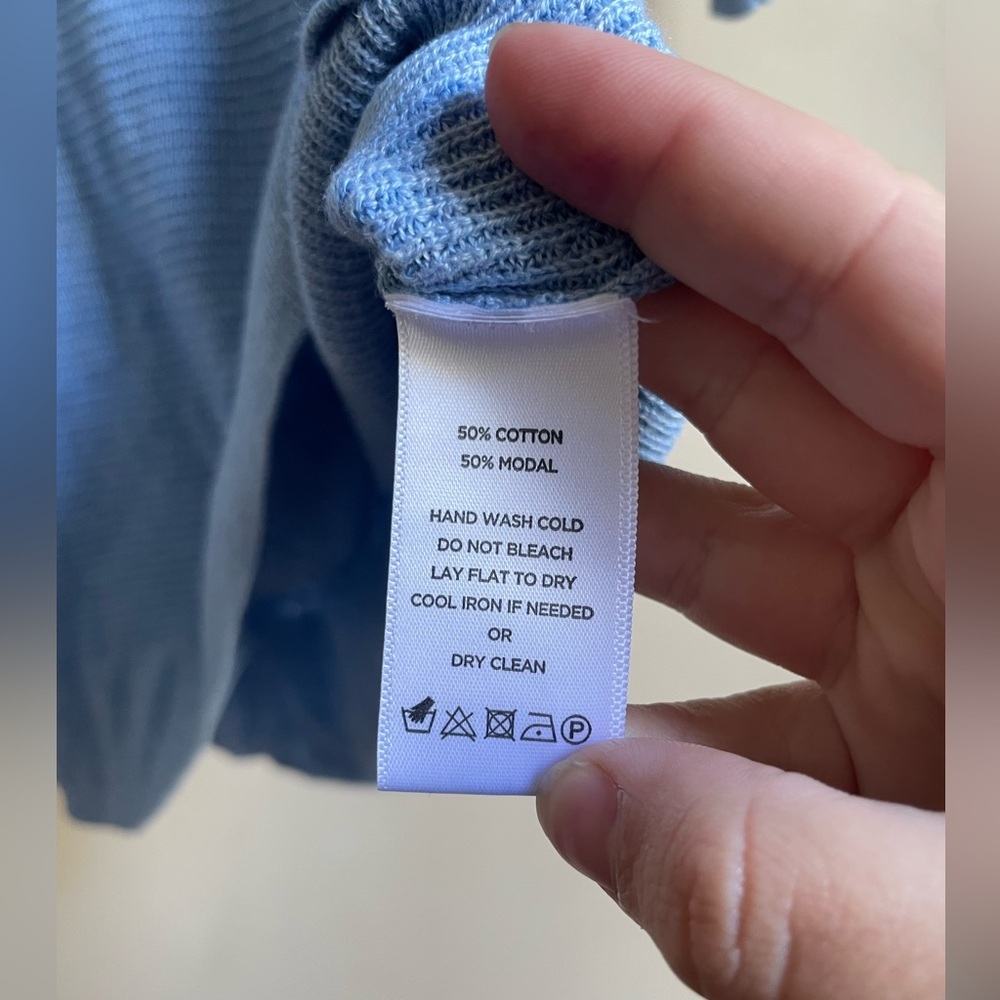 50% COTTON
50% MODAL
HAND WASH COLD
DO NOT BLEACH
LAY FLAT TO DRY
COOL IRON IF NEEDED
OR
DRY CLEAN
P